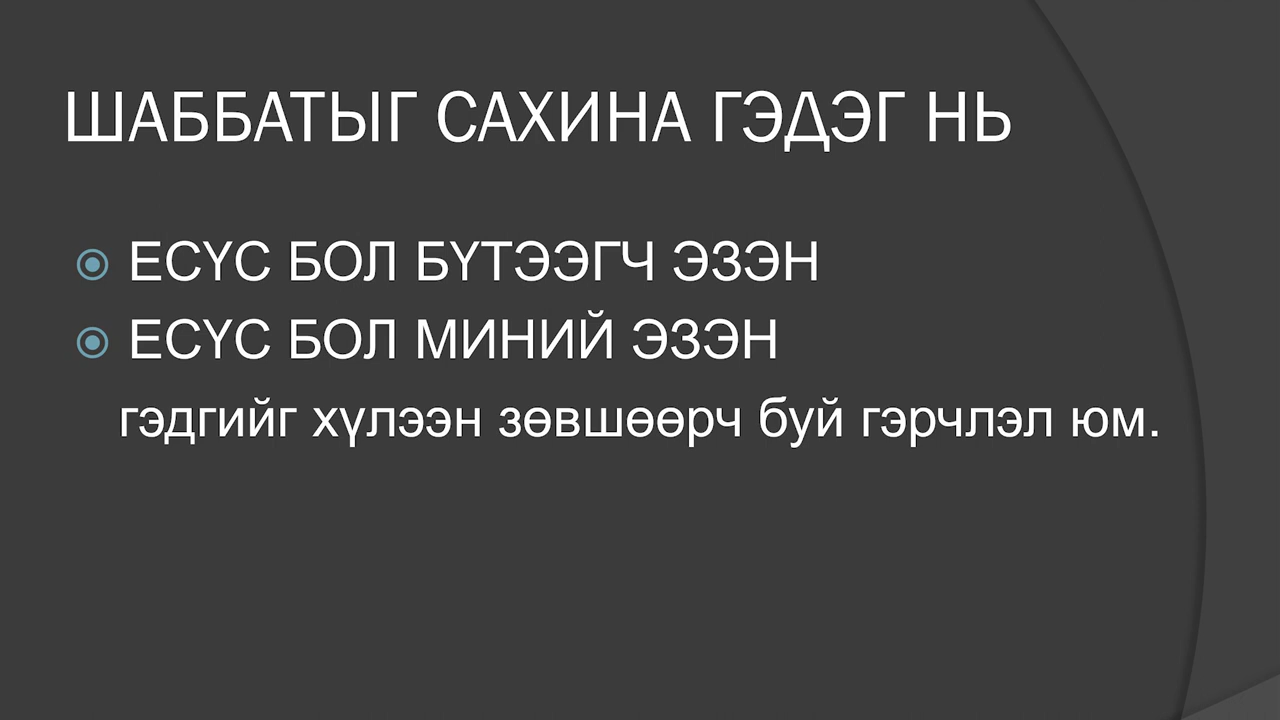 ШАББАТЫГ САХИНА ГЭДЭГ НЬ
ЕСҮС БОЛ БҮТЭЭГЧ ЭЗЭН
ЕСҮС БОЛ МИНИЙ ЭЗЭН
гэдгийг хүлээн зөвшөөрч буй гэрчлэл юм.